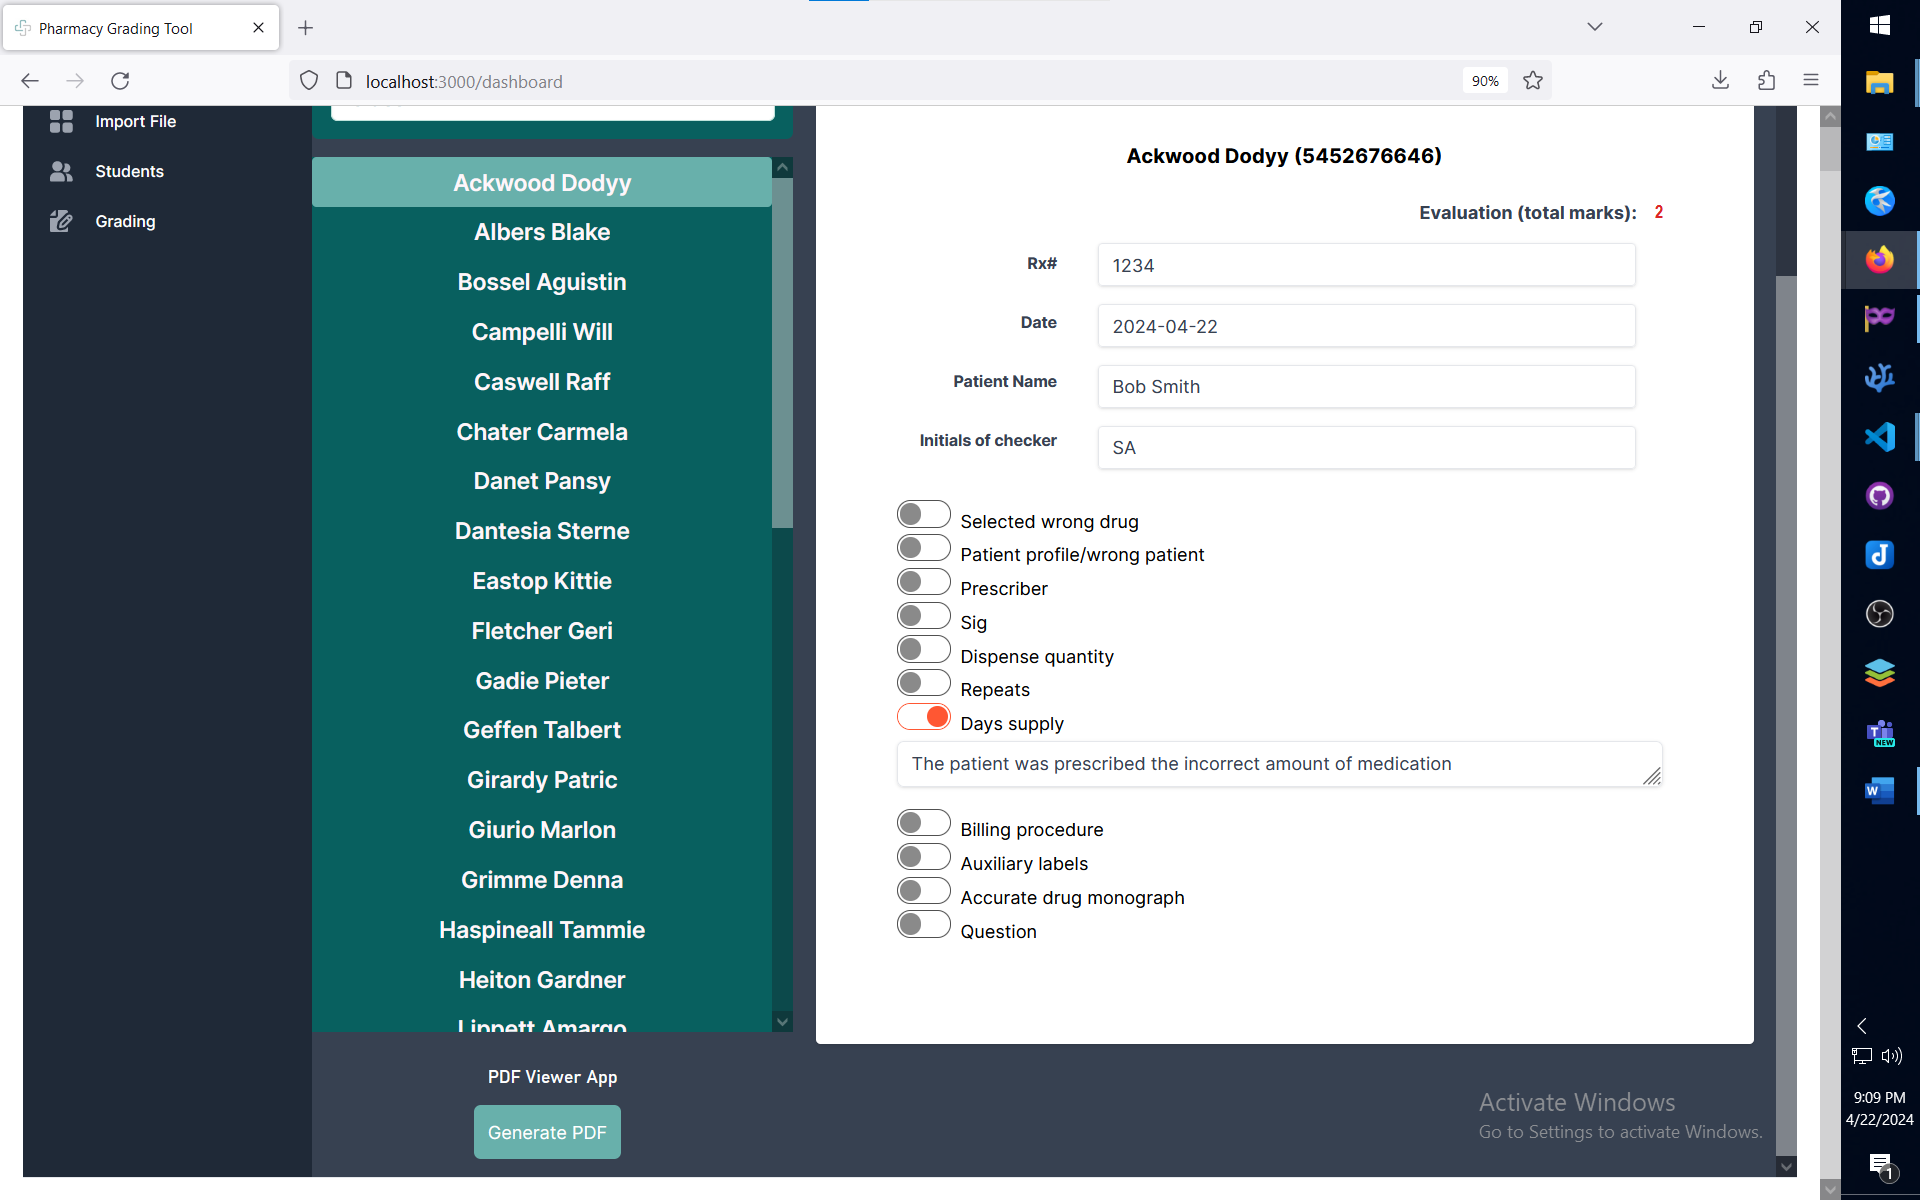 Pharmacy Grading Tool
localhost:3000/dashboard
90%
Import File
Students
Grading
Ackwood Dodyy
Albers Blake
Bossel Aguistin
Campelli Will
Caswell Raff
Chater Carmela
Danet Pansy
Dantesia Sterne
Eastop Kittie
Fletcher Geri
Gadie Pieter
Geffen Talbert
Girardy Patric
Giurio Marlon
Grimme Denna
Haspineall Tammie
Heiton Gardner
Lippett Amargo
PDF Viewer App
Generate PDF
Ackwood Dodyy (5452676646)
Evaluation (total marks): 2
Rx# 1234
Date 2024-04-22
Patient Name Bob Smith
Initials of checker SA
Selected wrong drug
Patient profile/wrong patient
Prescriber
Sig
Dispense quantity
Repeats
Days supply
The patient was prescribed the incorrect amount of medication
Billing procedure
Auxiliary labels
Accurate drug monograph
Question
Activate Windows
Go to Settings to activate Windows.
NEW
9:09 PM
4/22/2024
1